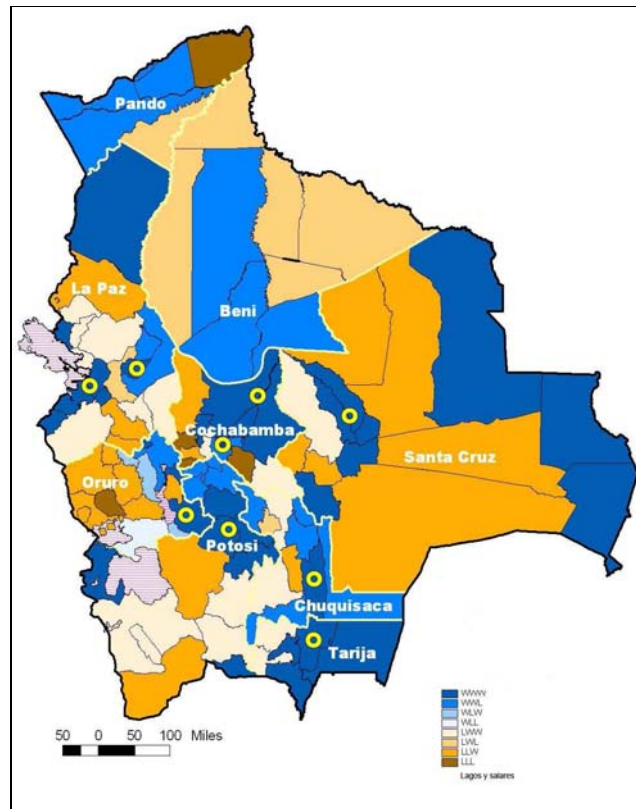 Pando
La Paz
Beni
Cochabamba
Santa Cruz
Oruro
Potosi
Chuquisaca
Tarija
50 0 50 100 Miles
WWW
WWL
WLW
WLL
LWW
LWL
LLW
LLL
Lagos y salares